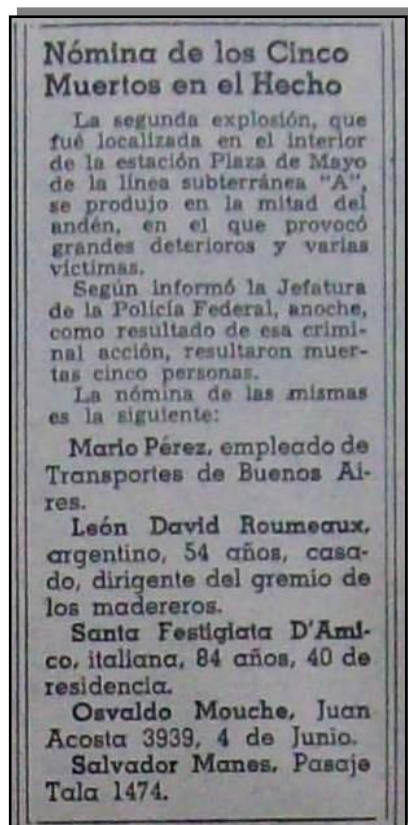 Nómina de los Cinco
Muertos en el Hecho
La segunda explosión, que
fué localizada en el interior
de la estación Plaza de Mayo
de la línea subterránea "A",
se produjo en la mitad del
andén, en el que provocó
grandes deterioros y varias
víctimas.
Según informó la Jefatura
de la Policía Federal, anoche,
como resultado de esa crimi-
nal acción, resultaron muer-
tas cinco personas.
La nómina de las mismas
es la siguiente:
Mario Pérez, empleado de
Transportes de Buenos Ai-
res.
León David Roumeaux,
argentino, 54 años, casa-
do, dirigente del gremio de
los madereros.
Santa Festigiata D'Ami-
co, italiana, 84 años, 40 de
residencia.
Osvaldo Mouche, Juan
Acosta 3939, 4 de Junio.
Salvador Manes, Pasaje
Tala 1474.